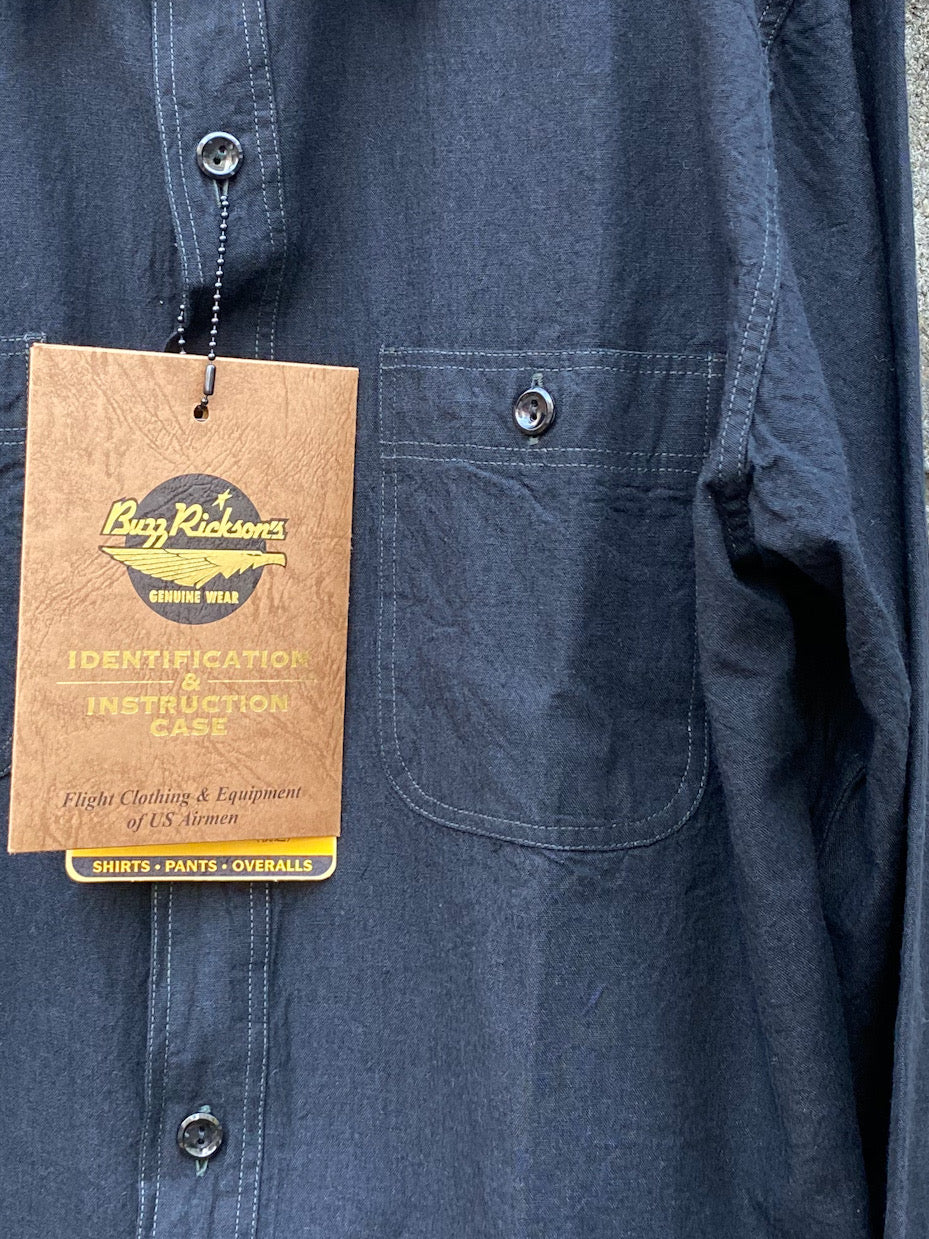 Buzz Rickson's
GENUINE WEAR
IDENTIFICATION
&
INSTRUCTION
CASE
Flight Clothing & Equipment
of US Airmen
SHIRTS • PANTS • OVERALLS